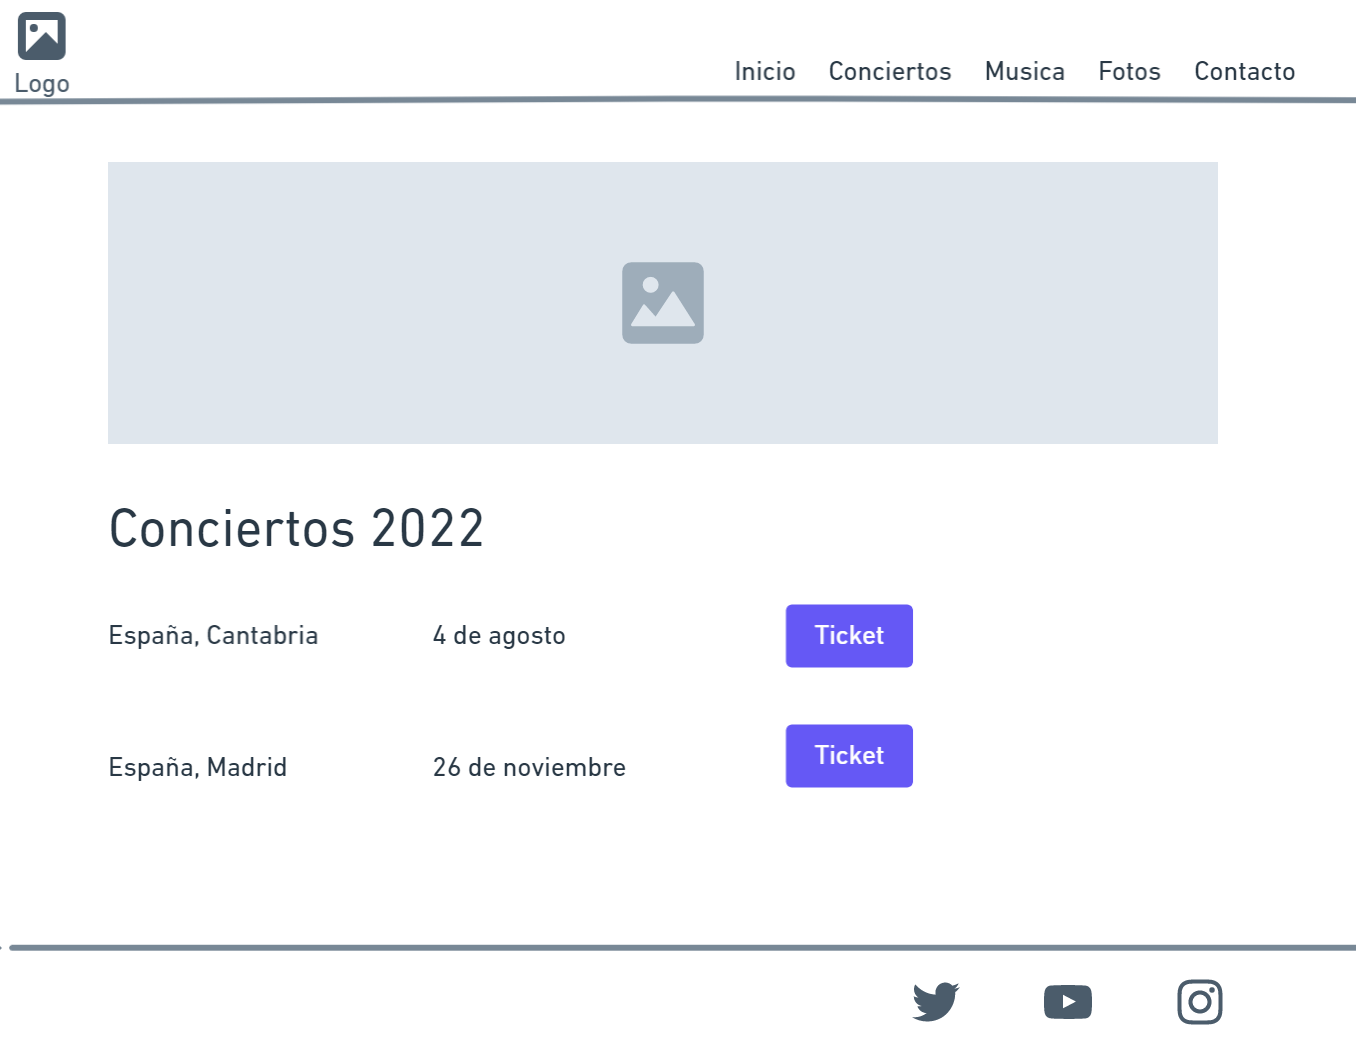 Logo
Inicio Conciertos Musica Fotos Contacto
Conciertos 2022
España, Cantabria 4 de agosto Ticket
España, Madrid 26 de noviembre Ticket